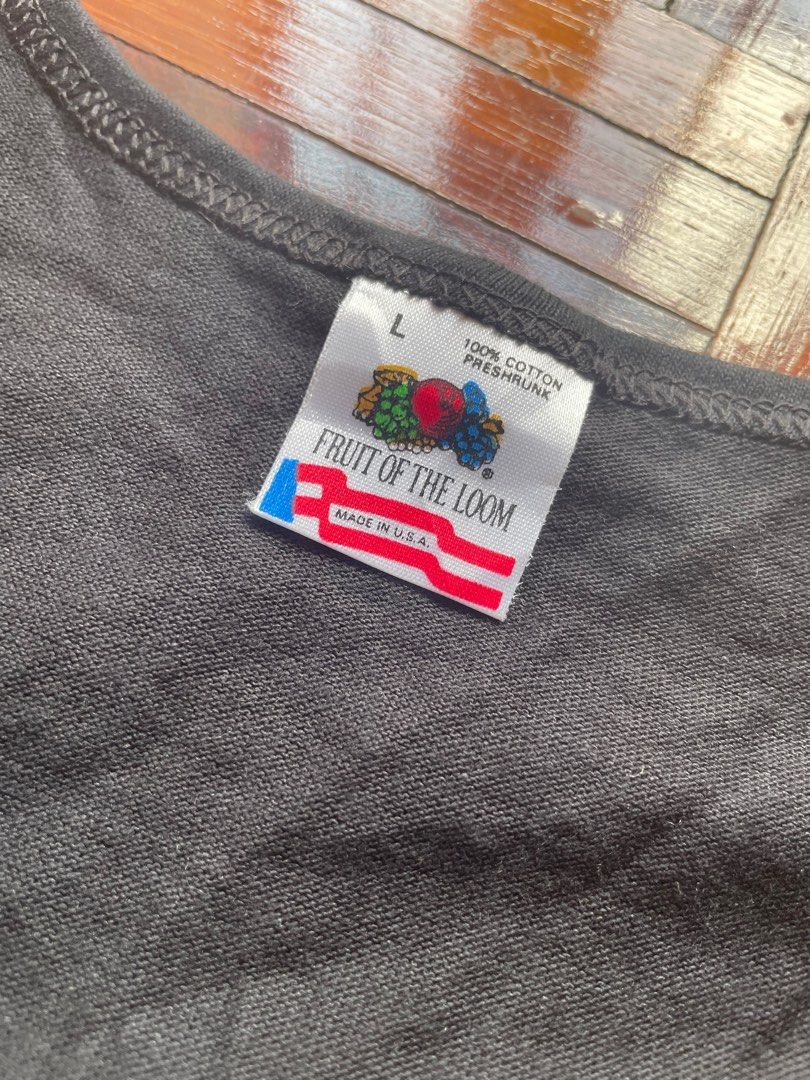 L
100% COTTON
PRESHRUNK
®
FRUIT OF THE LOOM
MADE IN U.S.A.